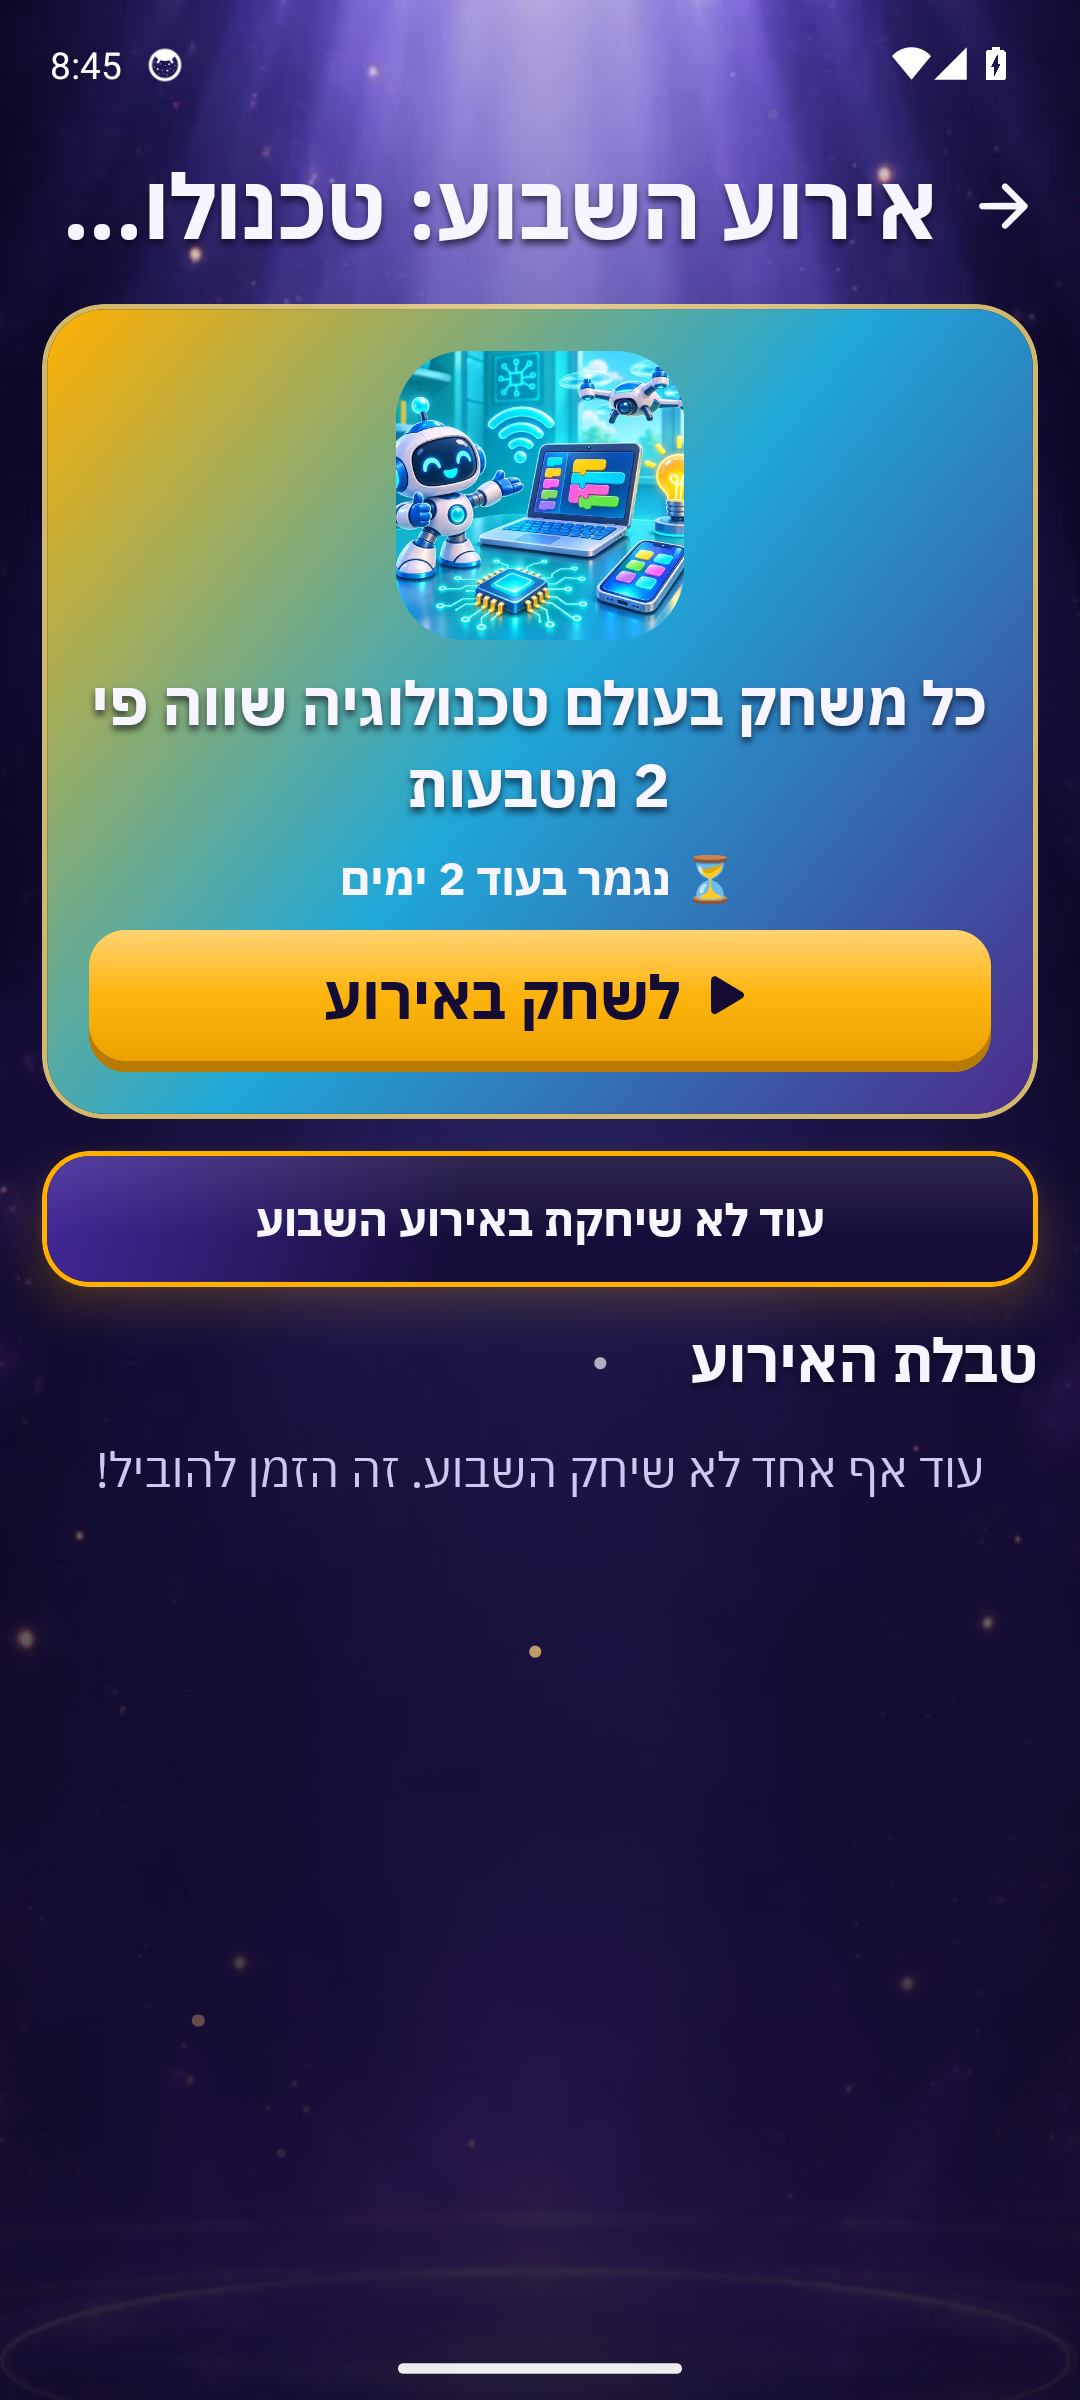 8:45
אירוע השבוע: טכנולו...
כל משחק בעולם טכנולוגיה שווה פי
2 מטבעות
⏳ נגמר בעוד 2 ימים
לשחק באירוע
עוד לא שיחקת באירוע השבוע
טבלת האירוע
עוד אף אחד לא שיחק השבוע. זה הזמן להוביל!